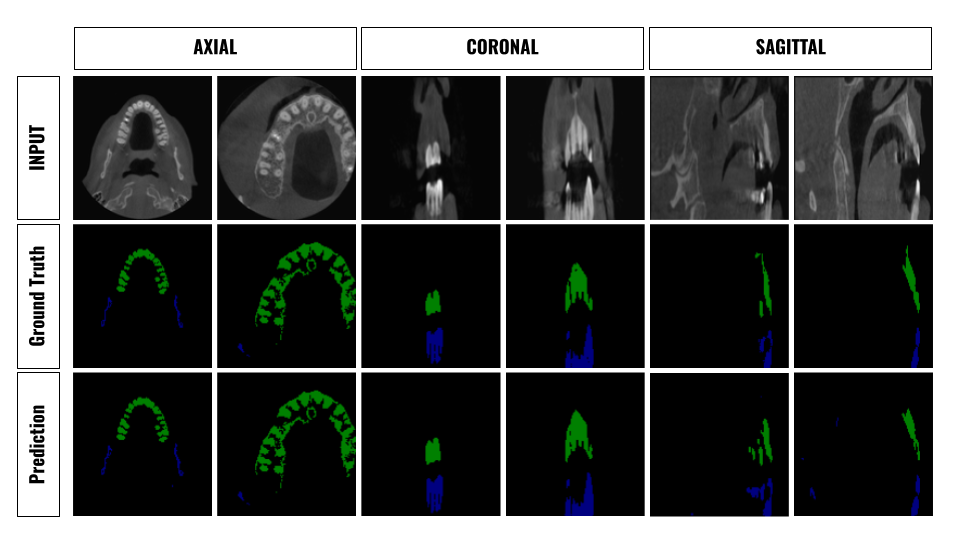 AXIAL
CORONAL
SAGITTAL
INPUT
Ground Truth
Prediction